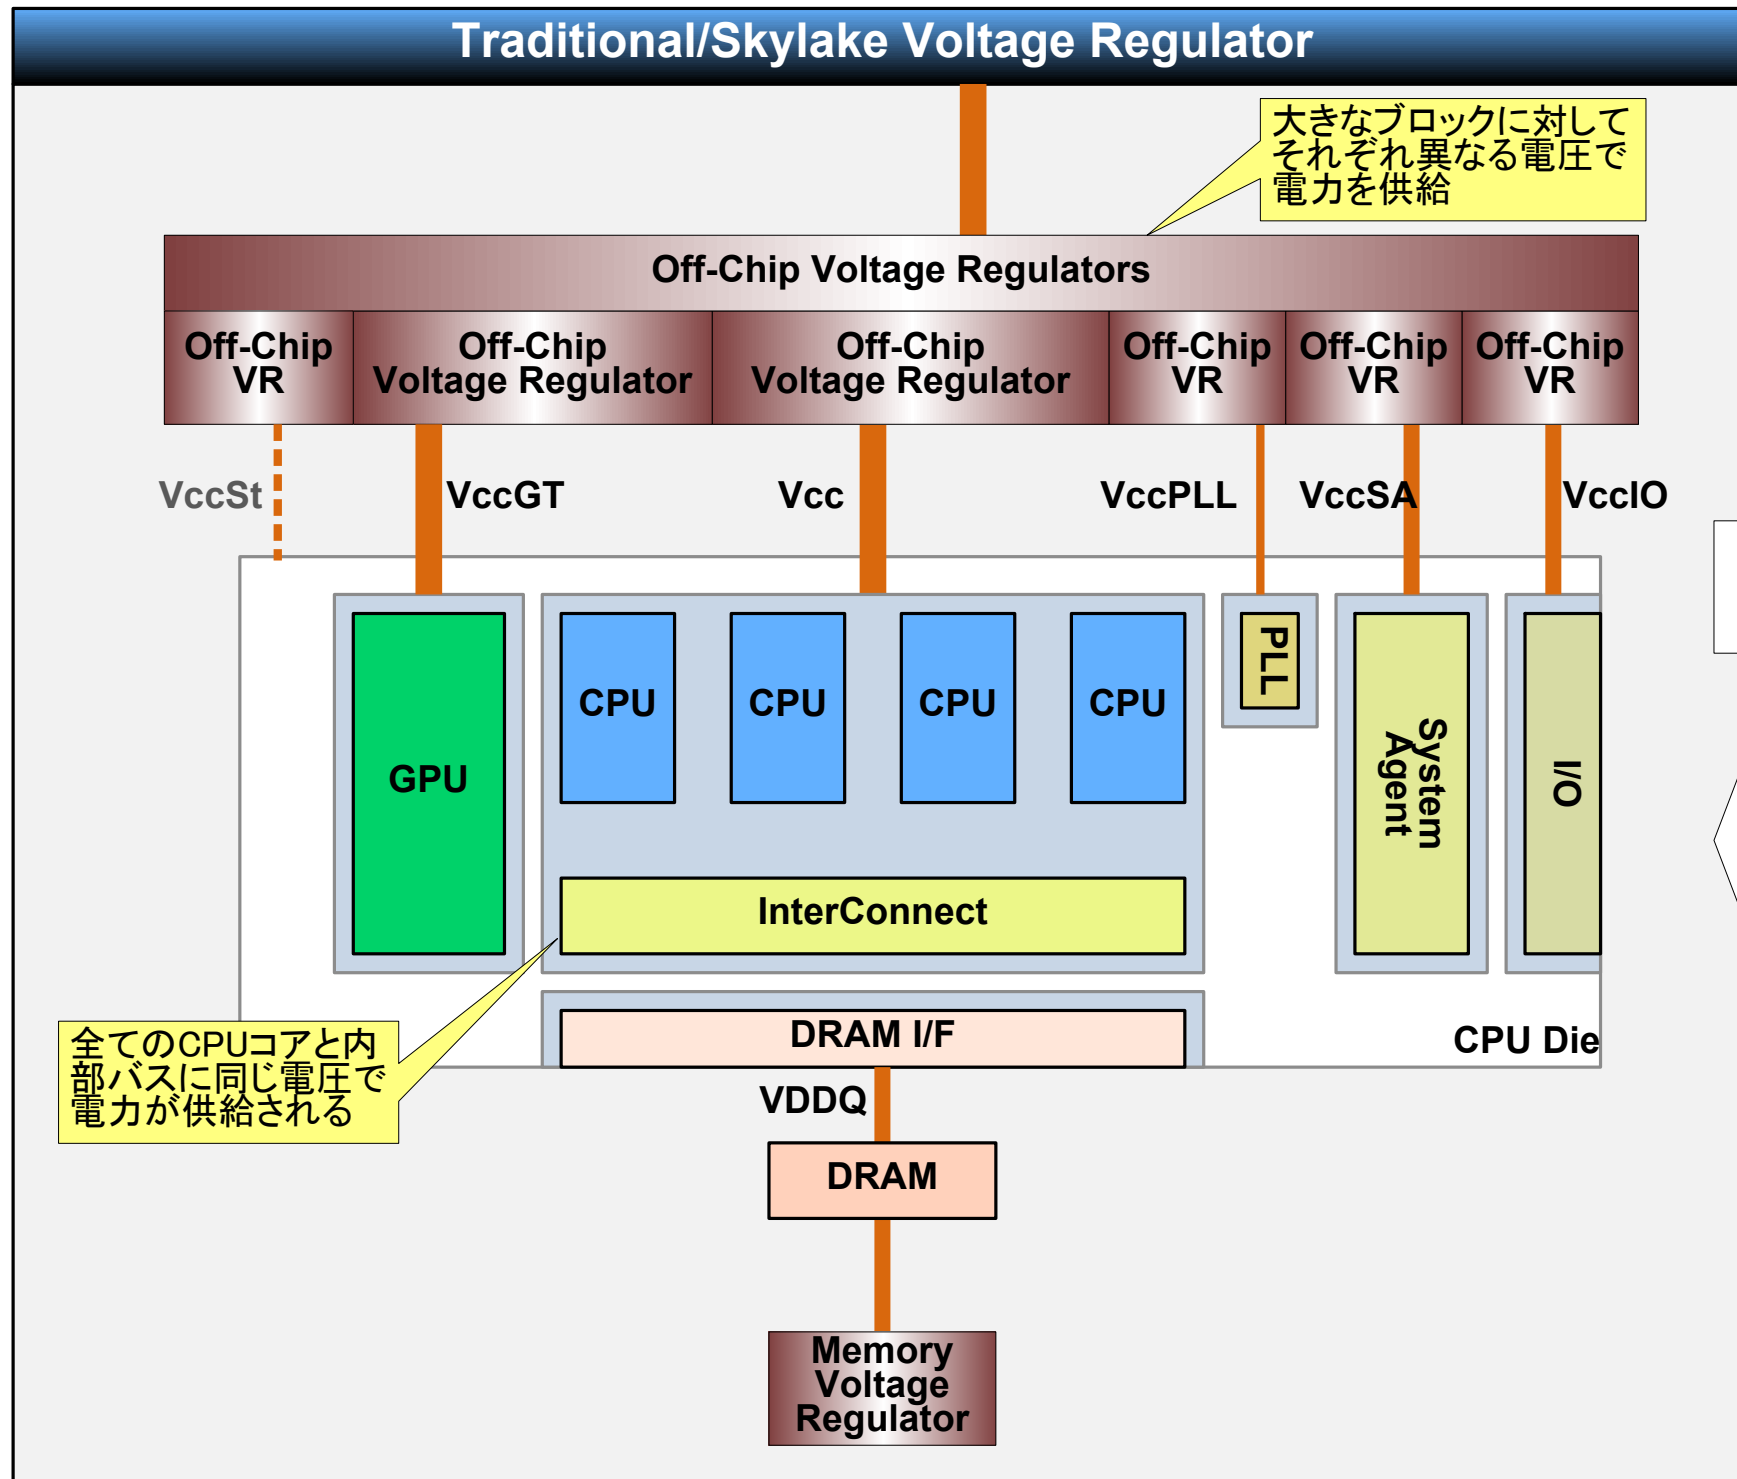 Traditional/Skylake Voltage Regulator
大きなブロックに対して
それぞれ異なる電圧で
電力を供給
Off-Chip Voltage Regulators
Off-Chip
VR
Off-Chip
Voltage Regulator
Off-Chip
Voltage Regulator
Off-Chip
VR
Off-Chip
VR
Off-Chip
VR
VccSt
VccGT
Vcc
VccPLL
VccSA
VccIO
GPU
CPU
CPU
CPU
CPU
PLL
System
Agent
I/O
InterConnect
全てのCPUコアと内
部バスに同じ電圧で
電力が供給される
DRAM I/F
CPU Die
VDDQ
DRAM
Memory
Voltage
Regulator